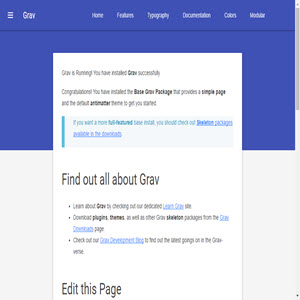 ☰ Grav Home Features Typography Documentation Colors Modular
Grav is Running! You have installed Grav successfully
Congratulations! You have installed the Base Grav Package that provides a simple page
and the default antimatter theme to get you started.
If you want a more full-featured base install, you should check out Skeleton packages
available in the downloads.
Find out all about Grav
Learn about Grav by checking out our dedicated Learn Grav site.
Download plugins, themes, as well as other Grav skeleton packages from the Grav
Downloads page.
Check out our Grav Development Blog to find out the latest goings on in the Grav-
verse.
Edit this Page